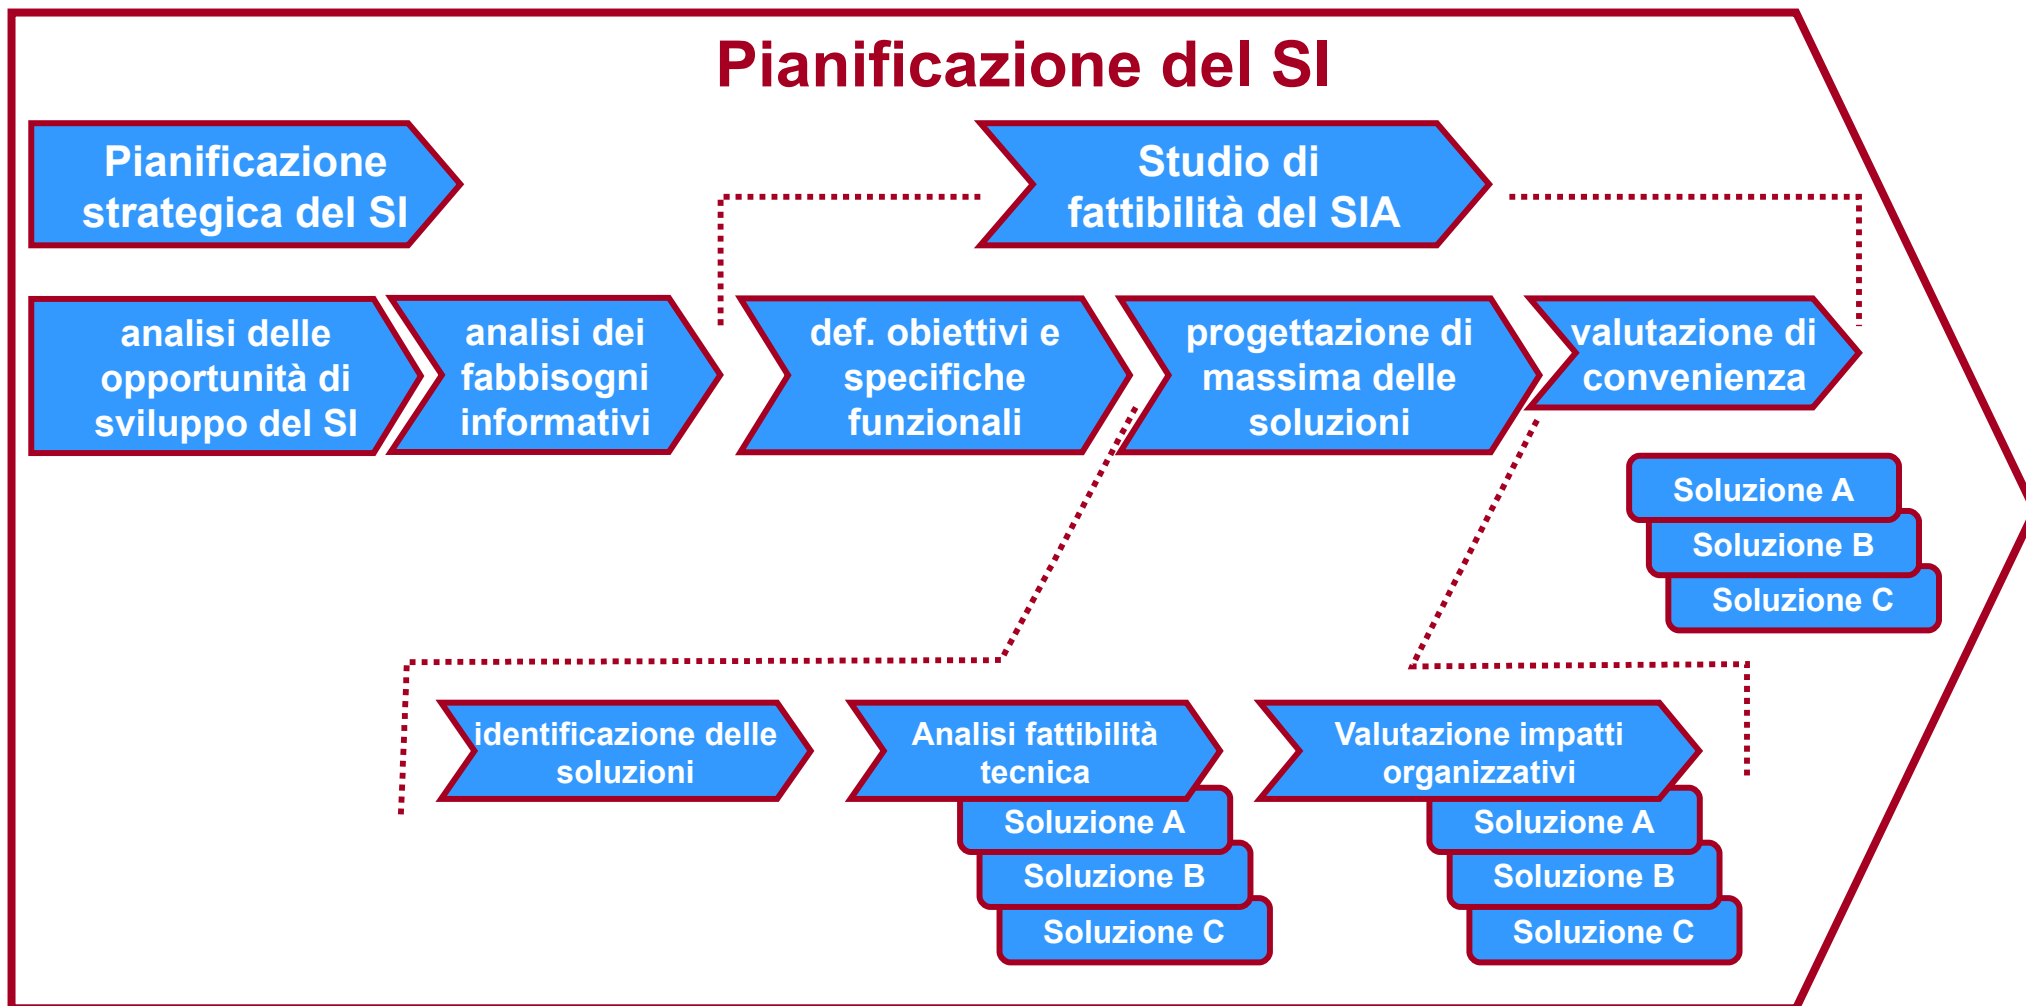 Pianificazione del SI
Pianificazione
strategica del SI
Studio di
fattibilità del SIA
analisi delle
opportunità di
sviluppo del SI
analisi dei
fabbisogni
informativi
def. obiettivi e
specifiche
funzionali
progettazione di
massima delle
soluzioni
valutazione di
convenienza
Soluzione A
Soluzione B
Soluzione C
identificazione delle
soluzioni
Analisi fattibilità
tecnica
Soluzione A
Soluzione B
Soluzione C
Valutazione impatti
organizzativi
Soluzione A
Soluzione B
Soluzione C